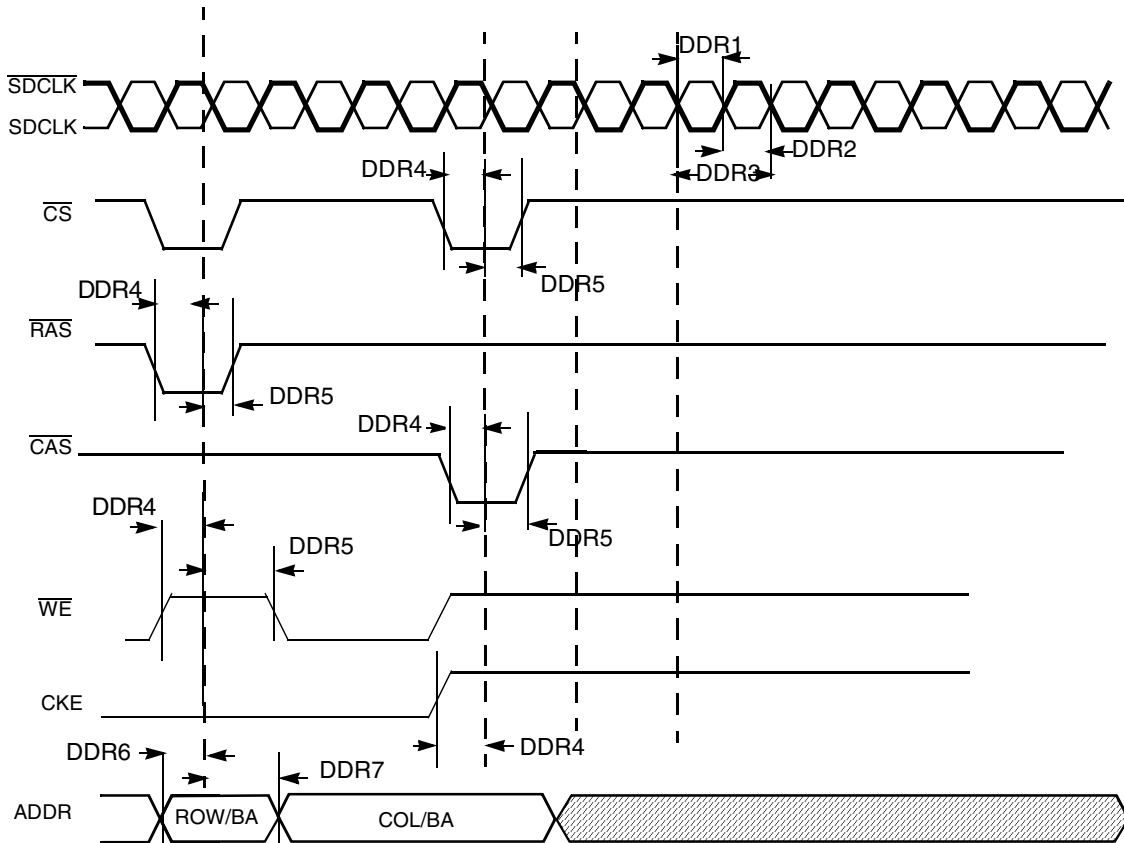 DDR1
SDCLK
SDCLK
DDR2
DDR4
DDR3
CS
DDR5
DDR4
RAS
DDR5
DDR4
CAS
DDR4
DDR5
DDR5
WE
CKE
DDR6
DDR4
DDR7
ADDR
ROW/BA
COL/BA